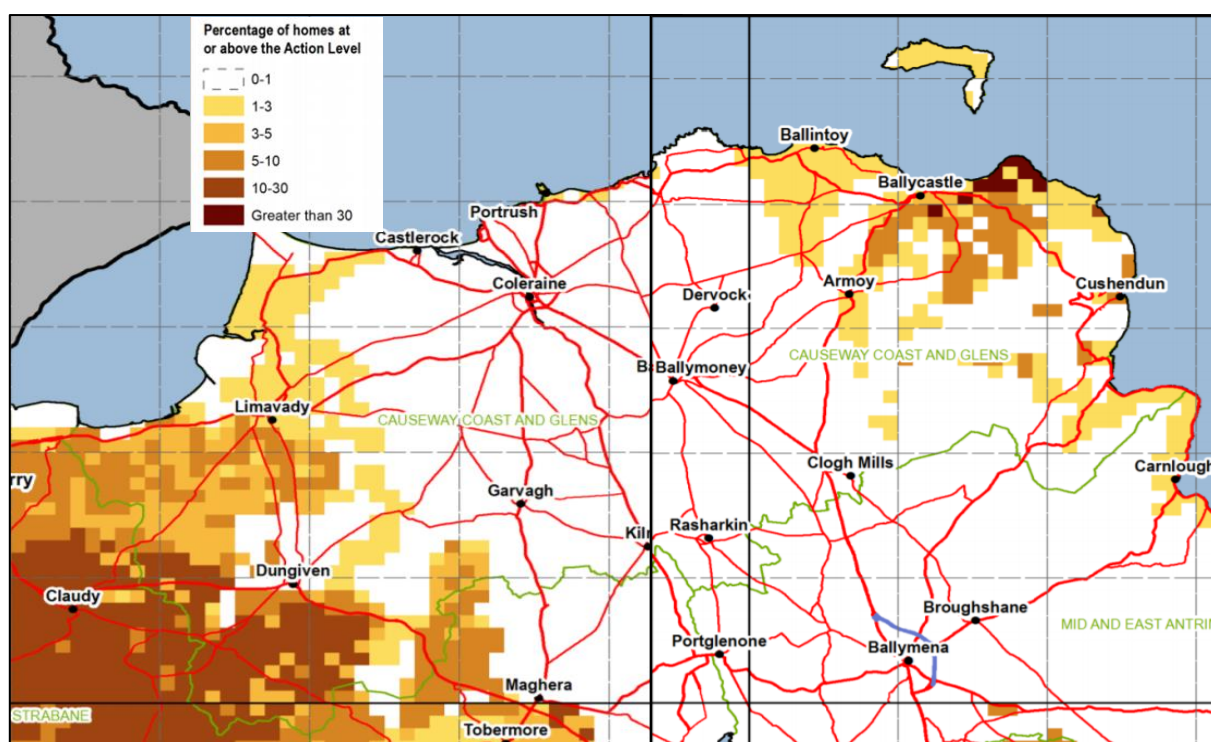 Percentage of homes at
or above the Action Level
0-1
1-3
3-5
5-10
10-30
Greater than 30
Ballintoy
Ballycastle
Portrush
Castlerock
Coleraine
Dervock
Armoy
Cushendun
CAUSEWAY COAST AND GLENS
Ballymoney
Limavady
CAUSEWAY COAST AND GLENS
Clogh Mills
Carnlough
rry
Garvagh
Kilr
Rasharkin
Dungiven
Claudy
Broughshane
MID AND EAST ANTRIM
Portglenone
Ballymena
Maghera
STRABANE
Tobermore